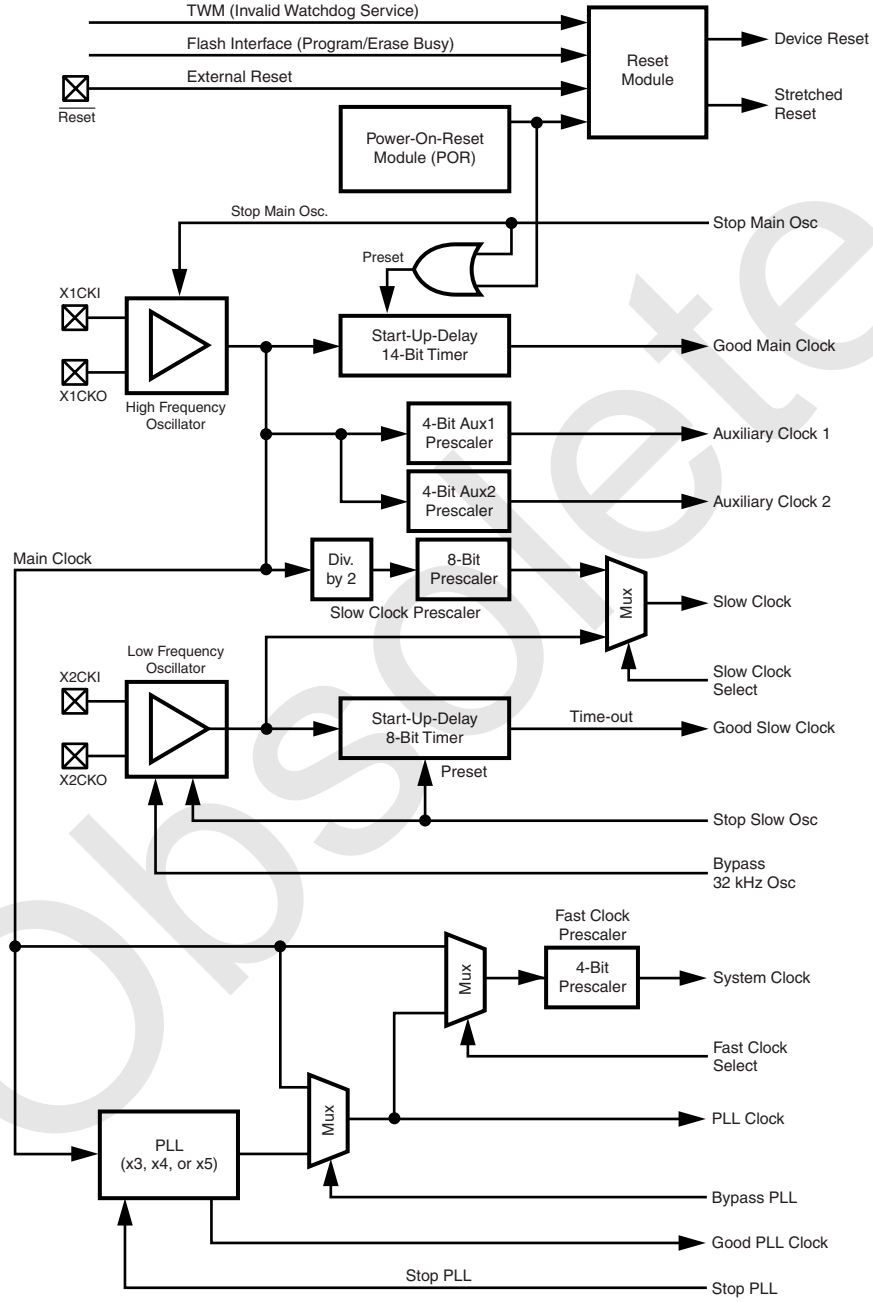 TWM (Invalid Watchdog Service)
Flash Interface (Program/Erase Busy)
External Reset
Reset
Reset
Module
Device Reset
Stretched
Reset
Power-On-Reset
Module (POR)
Stop Main Osc.
Stop Main Osc
Preset
X1CKI
X1CKO
High Frequency
Oscillator
Start-Up-Delay
14-Bit Timer
Good Main Clock
4-Bit Aux1
Prescaler
Auxiliary Clock 1
4-Bit Aux2
Prescaler
Auxiliary Clock 2
Main Clock
Div.
by 2
8-Bit
Prescaler
Slow Clock Prescaler
Mux
Slow Clock
Slow Clock
Select
Low Frequency
Oscillator
X2CKI
X2CKO
Start-Up-Delay
8-Bit Timer
Time-out
Good Slow Clock
Preset
Stop Slow Osc
Bypass
32 kHz Osc
Fast Clock
Prescaler
Mux
4-Bit
Prescaler
System Clock
Fast Clock
Select
Mux
PLL Clock
PLL
(x3, x4, or x5)
Bypass PLL
Good PLL Clock
Stop PLL
Stop PLL
Obsolete